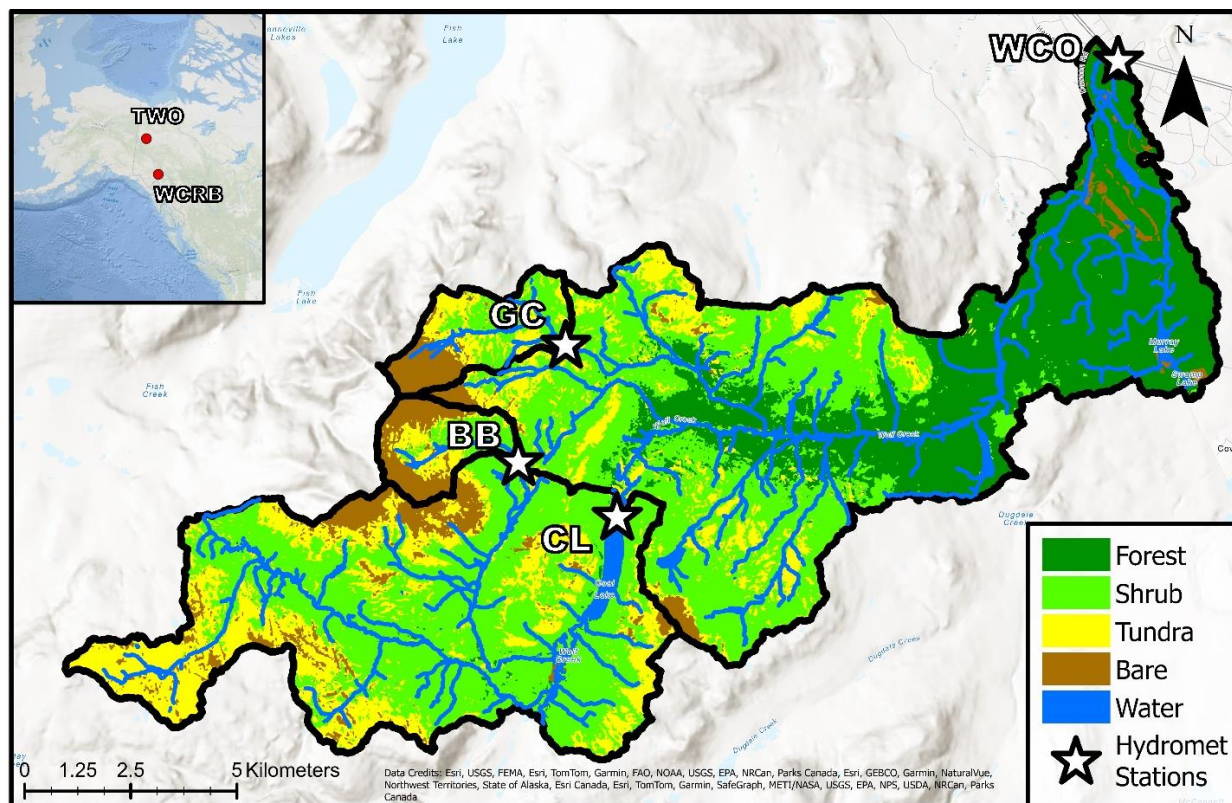 Fish
Lake
TWO
WCRB
Fish
Lake
Fish
Creek
WCO
N
GC
BB
CL
Murray
Lake
Swamp
Lake
Wolf Creek
Coal
Lake
Wolf
Creek
Dugdale
Creek
Dugdale Creek
Dugdale
Creek
Forest
Shrub
Tundra
Bare
Water
Hydromet
Stations
0 1.25 2.5 5 Kilometers
Data Credits: Esri, USGS, FEMA, Esri, TomTom, Garmin, FAO, NOAA, USGS, EPA, NRCan, Parks Canada, Esri, GEBCO, Garmin, NaturalVue,
Northwest Territories, State of Alaska, Esri Canada, Esri, TomTom, Garmin, SafeGraph, METI/NASA, USGS, EPA, NPS, USDA, NRCan, Parks
Canada